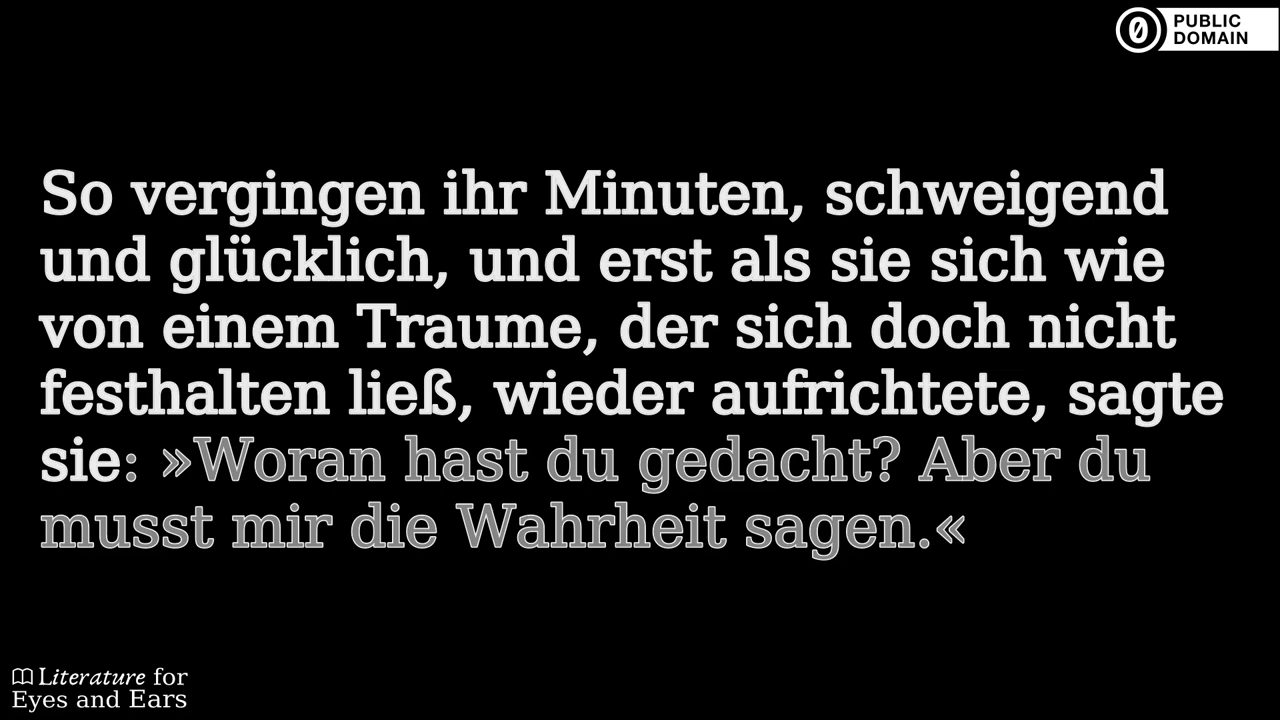 PUBLIC
DOMAIN
So vergingen ihr Minuten, schweigend
und glücklich, und erst als sie sich wie
von einem Traume, der sich doch nicht
festhalten ließ, wieder aufrichtete, sagte
sie: »Woran hast du gedacht? Aber du
musst mir die Wahrheit sagen.«
Literature for
Eyes and Ears